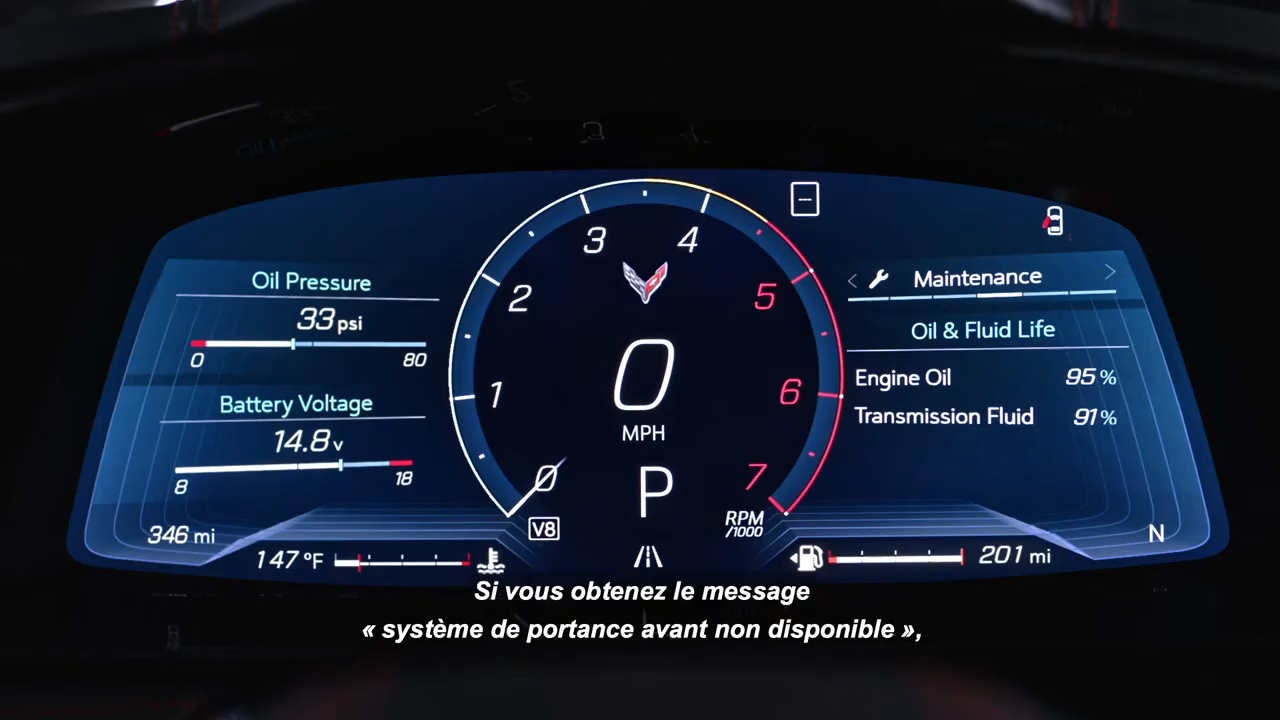 Oil Pressure
33 psi
0 80
Battery Voltage
14.8 v
8 18
346 mi
147 °F
0
1
2
3
4
5
6
7
0
MPH
P
V8
RPM
/1000
Maintenance
Oil & Fluid Life
Engine Oil 95 %
Transmission Fluid 91 %
201 mi
N
Si vous obtenez le message
« système de portance avant non disponible »,